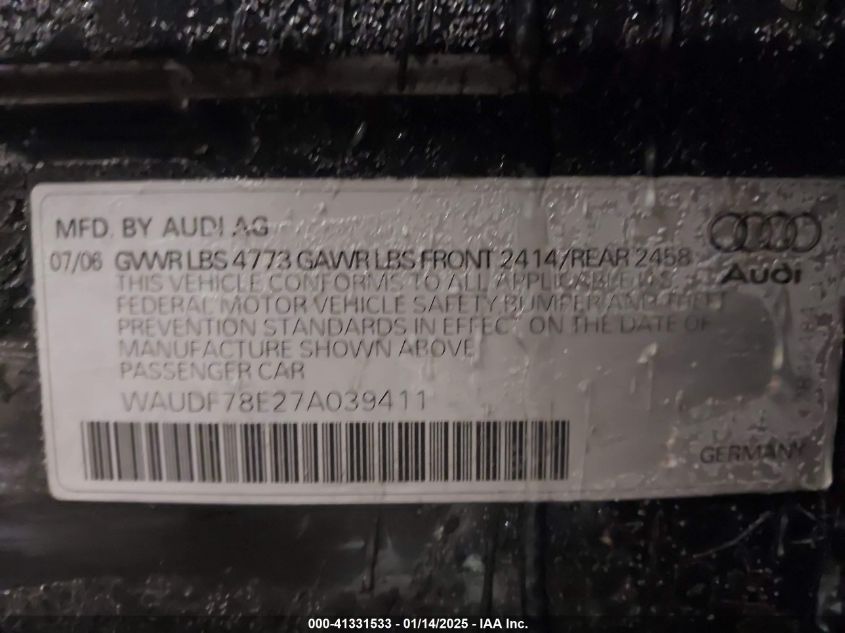 MFD. BY AUDI AG
07/06 GVWR LBS 4773 GAWR LBS FRONT 2414/REAR 2458
Audi
THIS VEHICLE CONFORMS TO ALL APPLICABLE U.S.
FEDERAL MOTOR VEHICLE SAFETY, BUMPER AND THEFT
PREVENTION STANDARDS IN EFFECT ON THE DATE OF
MANUFACTURE SHOWN ABOVE
PASSENGER CAR
WAUDF78E27A039411
GERMANY
000-41331533 - 01/14/2025 - IAA Inc.